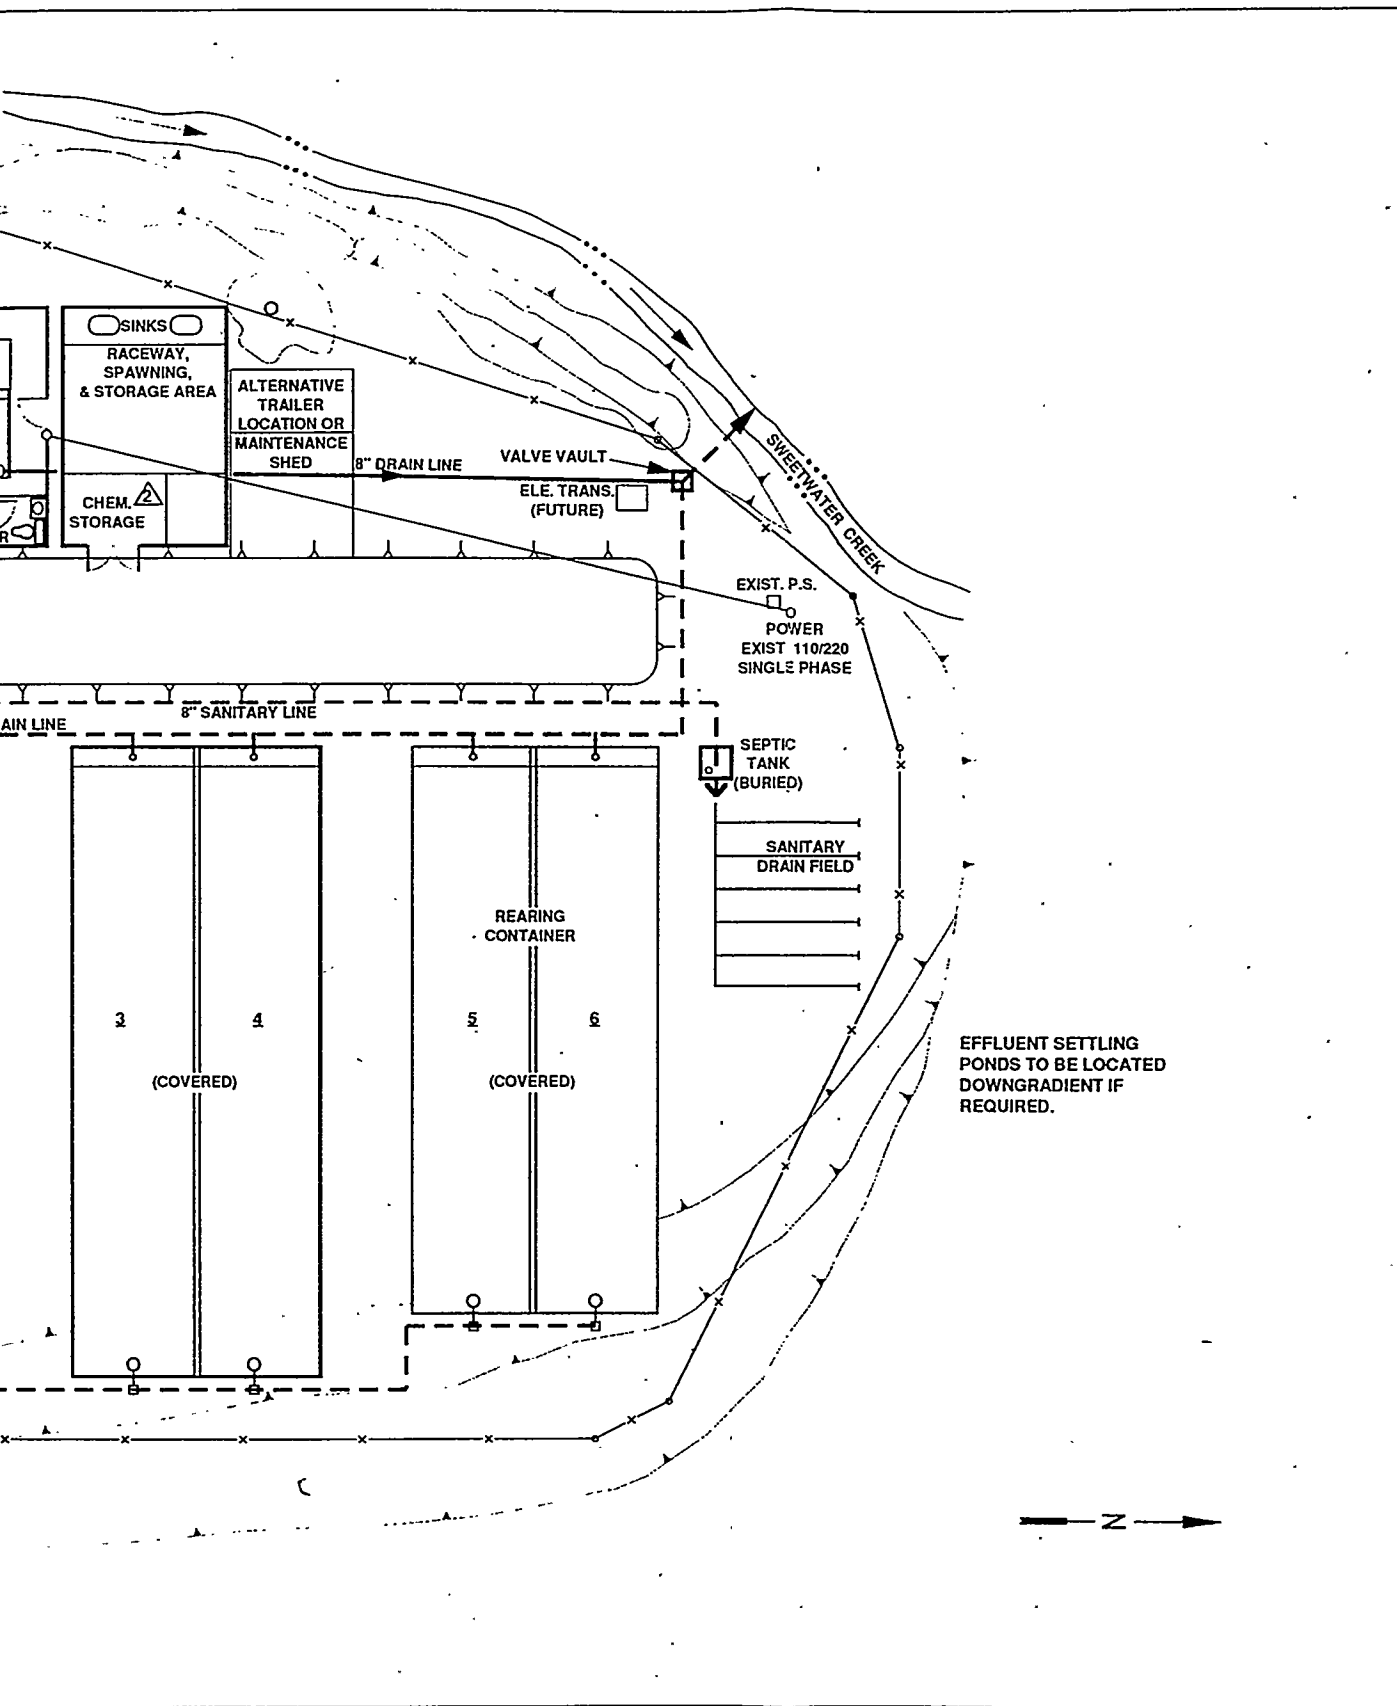 SINKS
RACEWAY,
SPAWNING,
& STORAGE AREA
ALTERNATIVE
TRAILER
LOCATION OR
MAINTENANCE
SHED
8" DRAIN LINE
VALVE VAULT
ELE. TRANS.
(FUTURE)
CHEM.
STORAGE
2
R
SWEETWATER CREEK
EXIST. P.S.
POWER
EXIST 110/220
SINGLE PHASE
8" SANITARY LINE
AIN LINE
SEPTIC
TANK
(BURIED)
SANITARY
DRAIN FIELD
REARING
CONTAINER
3
4
5
6
(COVERED)
(COVERED)
EFFLUENT SETTLING
PONDS TO BE LOCATED
DOWNGRADIENT IF
REQUIRED.
N